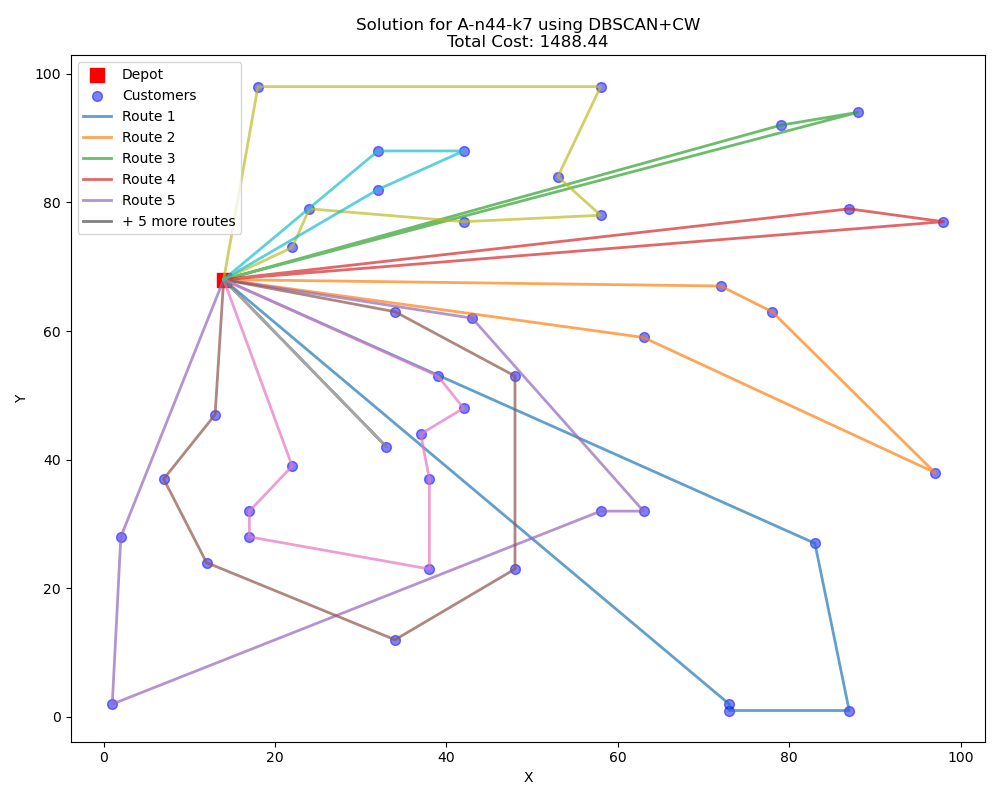 Solution for A-n44-k7 using DBSCAN+CW
Total Cost: 1488.44
Depot
Customers
Route 1
Route 2
Route 3
Route 4
Route 5
+ 5 more routes
Y
100
80
60
40
20
0
0 20 40 60 80 100
X